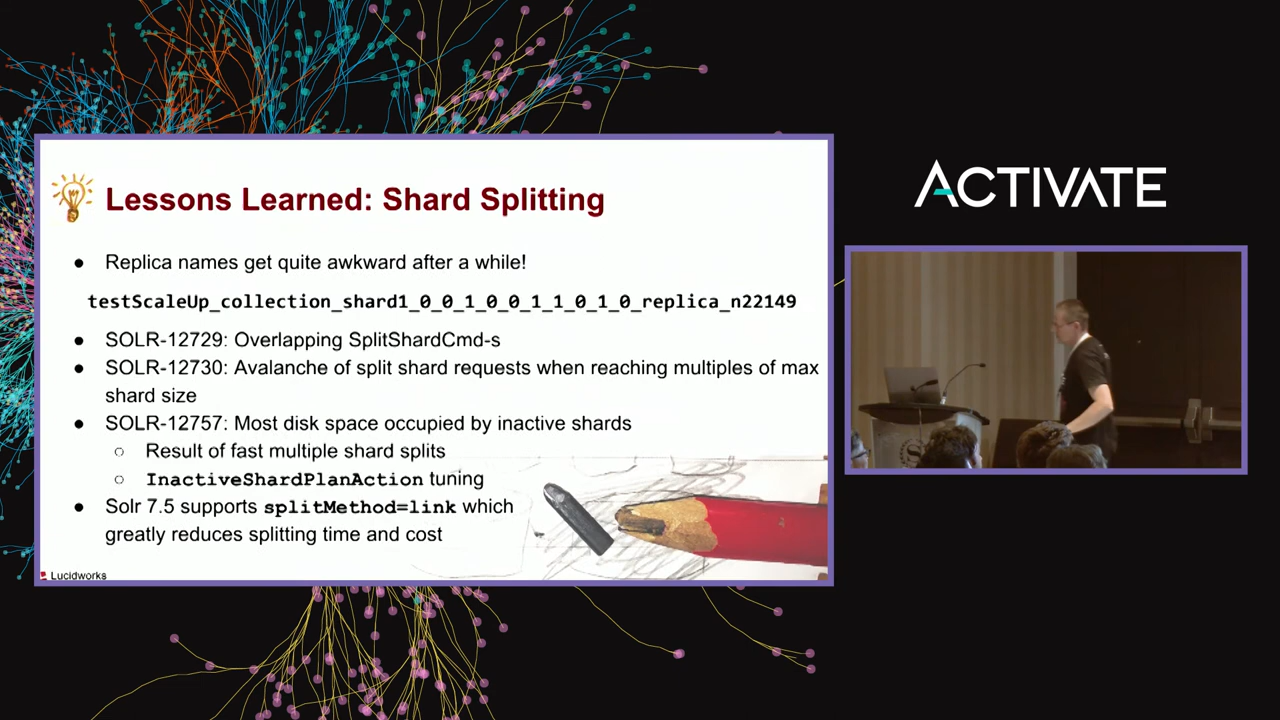 Lessons Learned: Shard Splitting
● Replica names get quite awkward after a while!
testScaleUp_collection_shard1_0_0_1_0_0_1_1_0_1_0_replica_n22149
● SOLR-12729: Overlapping SplitShardCmd-s
● SOLR-12730: Avalanche of split shard requests when reaching multiples of max
shard size
● SOLR-12757: Most disk space occupied by inactive shards
○ Result of fast multiple shard splits
○ InactiveShardPlanAction tuning
● Solr 7.5 supports splitMethod=link which
greatly reduces splitting time and cost
Lucidworks
ACTIVATE